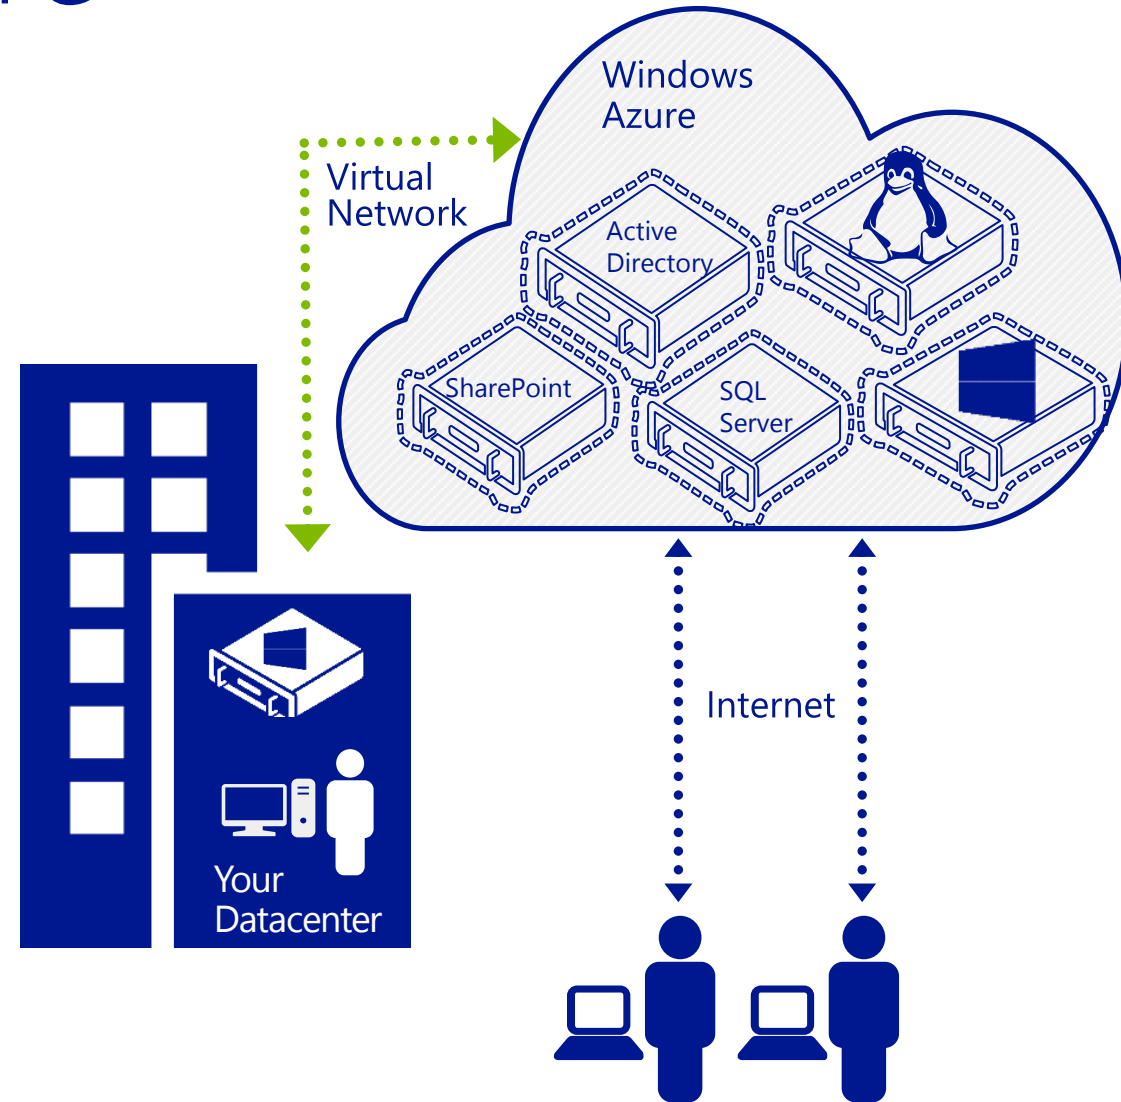 Windows
Azure
Virtual
Network
Active
Directory
SharePoint
SQL
Server
Internet
Your
Datacenter